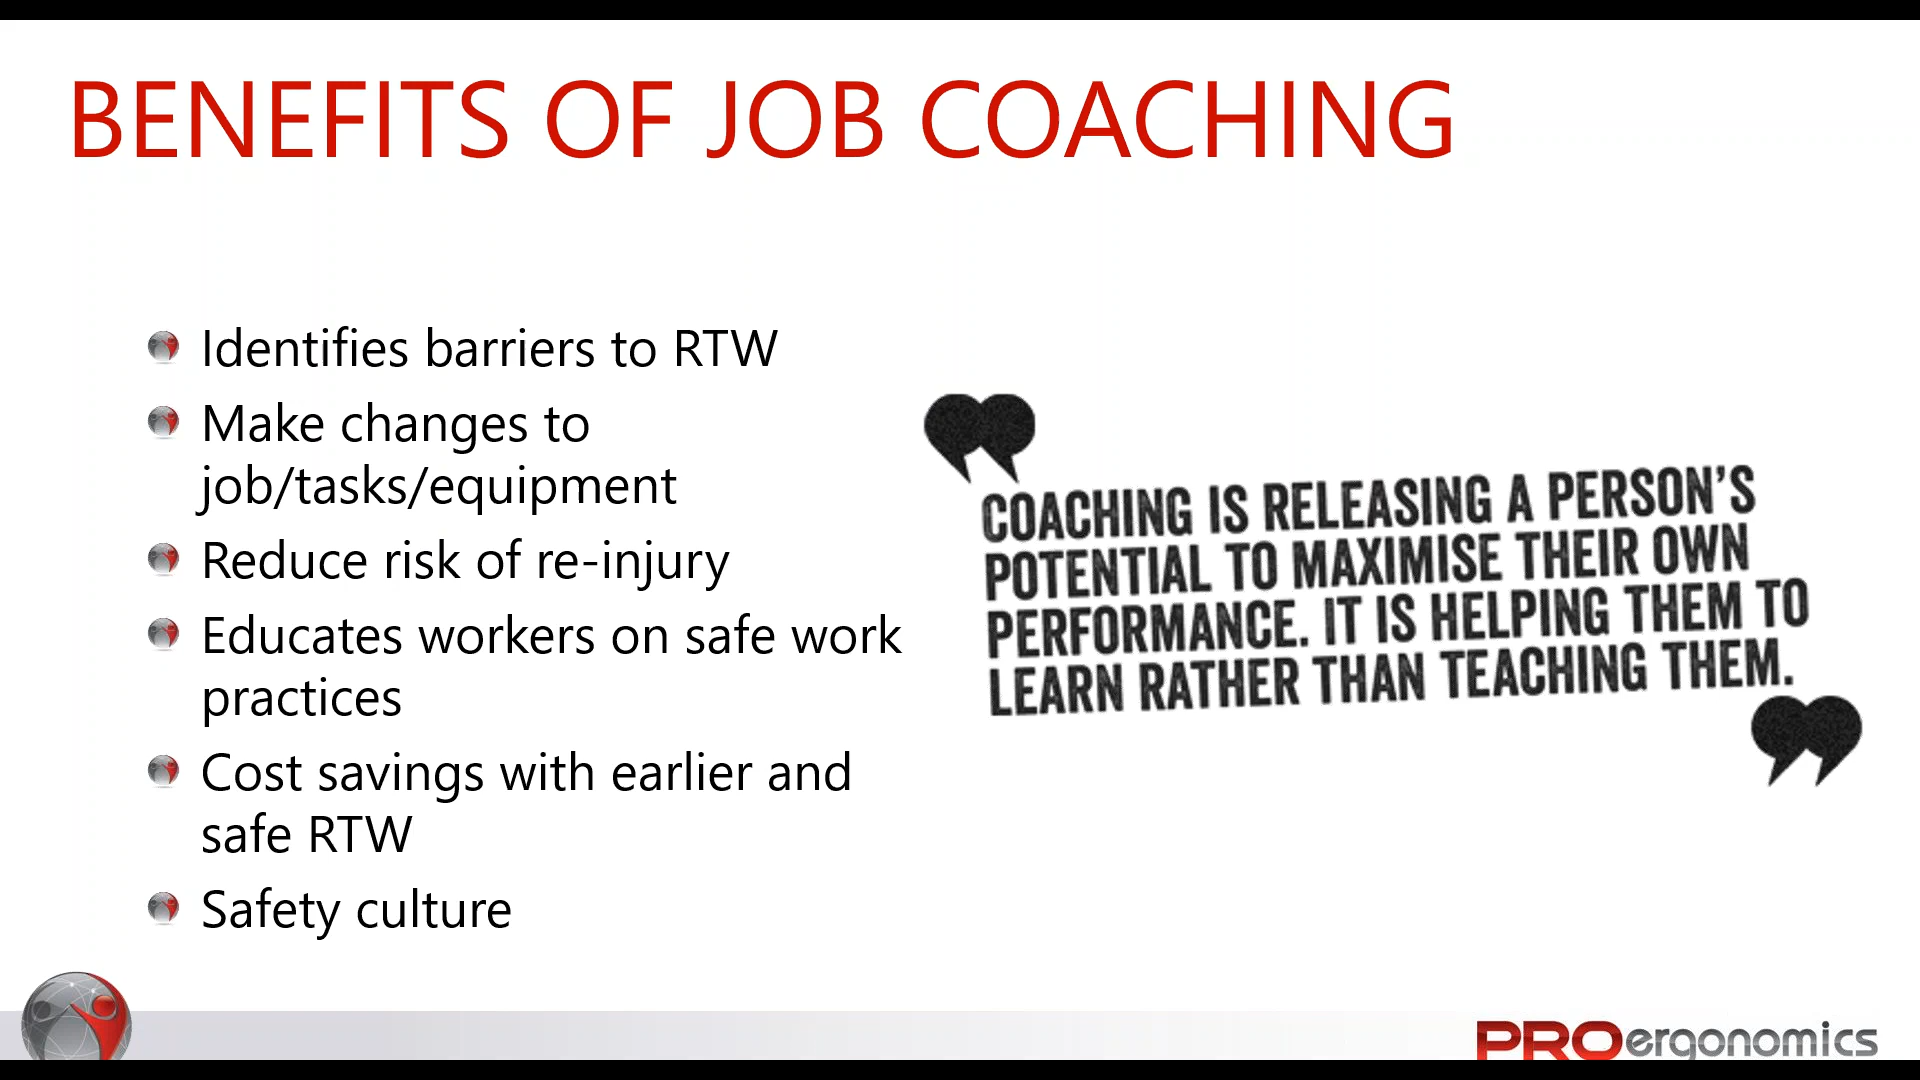 BENEFITS OF JOB COACHING
Identifies barriers to RTW
Make changes to
job/tasks/equipment
Reduce risk of re-injury
Educates workers on safe work
practices
Cost savings with earlier and
safe RTW
Safety culture
COACHING IS RELEASING A PERSON’S
POTENTIAL TO MAXIMISE THEIR OWN
PERFORMANCE. IT IS HELPING THEM TO
LEARN RATHER THAN TEACHING THEM.
PROergonomics